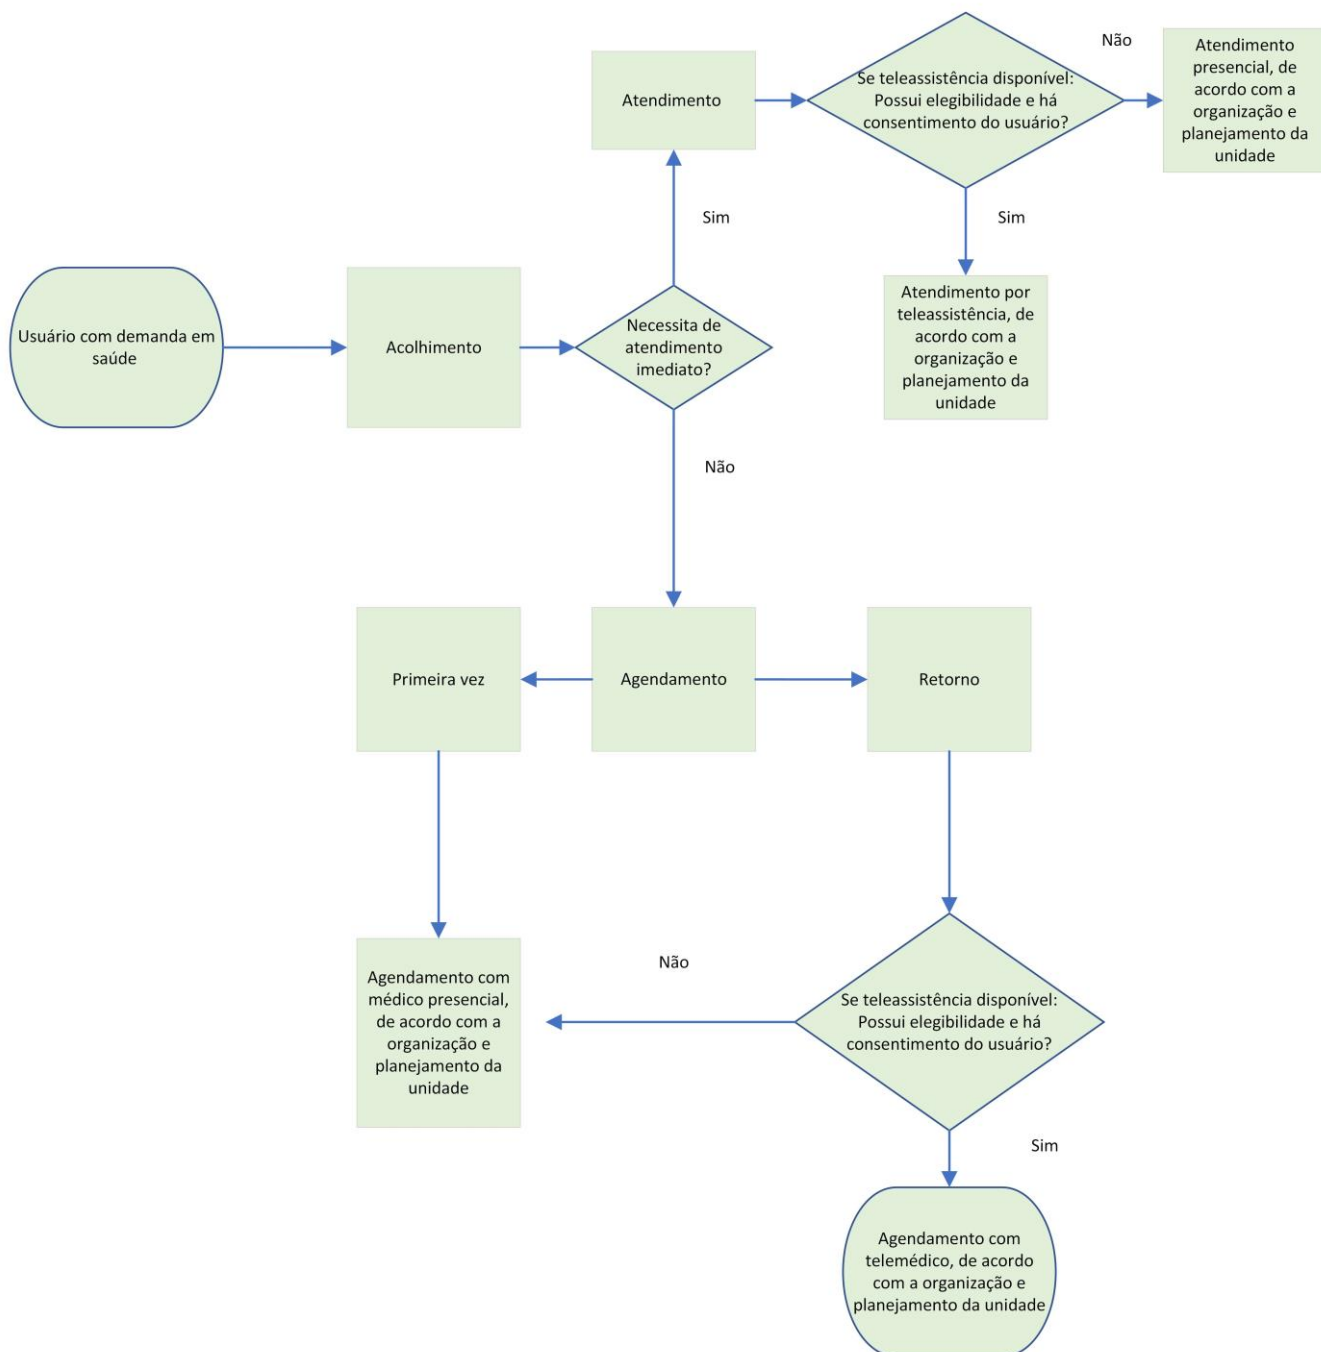 Atendimento
Se teleassistência disponível:
Possui elegibilidade e há
consentimento do usuário?
Não
Atendimento
presencial, de
acordo com a
organização e
planejamento da
unidade
Sim
Sim
Usuário com demanda em
saúde
Acolhimento
Necessita de
atendimento
imediato?
Atendimento por
teleassistência, de
acordo com a
organização e
planejamento da
unidade
Não
Primeira vez
Agendamento
Retorno
Agendamento com
médico presencial,
de acordo com a
organização e
planejamento da
unidade
Não
Se teleassistência disponível:
Possui elegibilidade e há
consentimento do usuário?
Sim
Agendamento com
telemédico, de acordo
com a organização e
planejamento da unidade